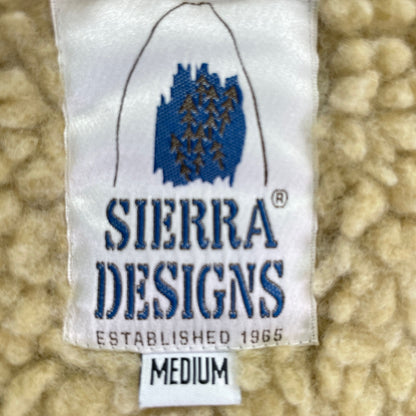 SIERRA®
DESIGNS
ESTABLISHED 1965
MEDIUM